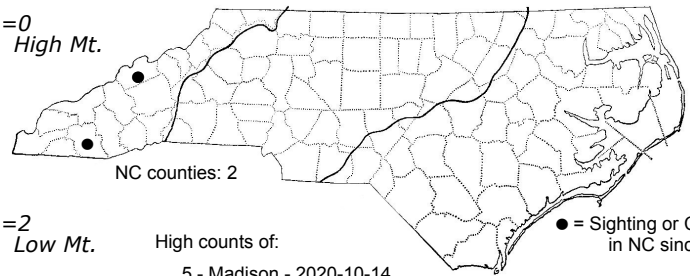 =0
High Mt.
NC counties: 2
=2
Low Mt.
High counts of:
5 - Madison - 2020-10-14
● = Sighting or
in NC